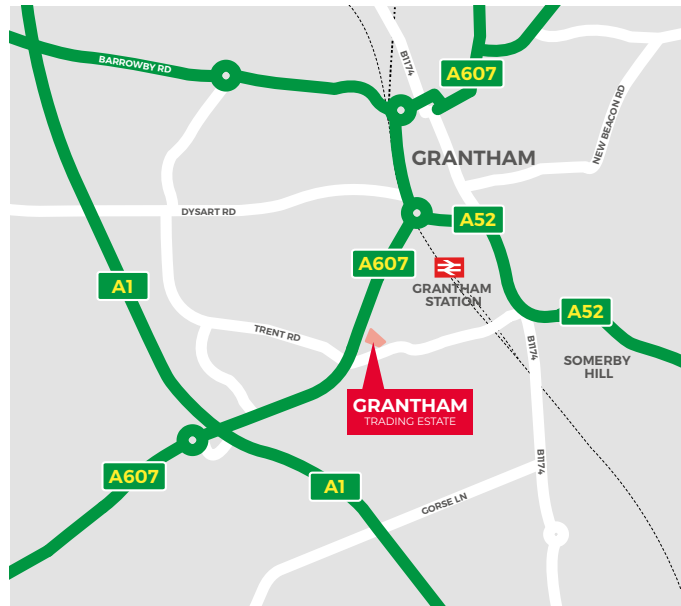 B1174
BARROWBY RD
A607
NEW BEACON RD
GRANTHAM
DYSART RD
A52
A607
GRANTHAM
STATION
A1
A52
TRENT RD
B1174
SOMERBY
HILL
GRANTHAM
TRADING ESTATE
B1174
A607
A1
GORSE LN